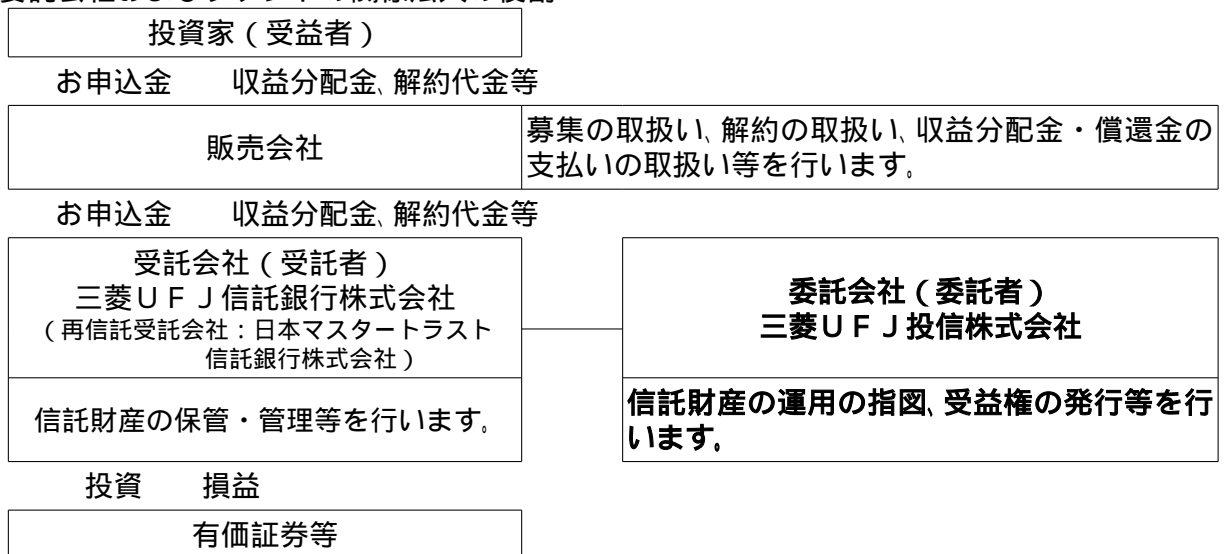 投資家(受益者)
お申込金 収益分配金、解約代金等
販売会社
募集の取扱い、解約の取扱い、収益分配金・償還金の
支払いの取扱い等を行います。
お申込金 収益分配金、解約代金等
受託会社(受託者)
三菱UFJ信託銀行株式会社
(再信託受託会社:日本マスタートラスト
信託銀行株式会社)
委託会社(委託者)
三菱UFJ投信株式会社
信託財産の保管・管理等を行います。
信託財産の運用の指図、受益権の発行等を行
います。
投資 損益
有価証券等